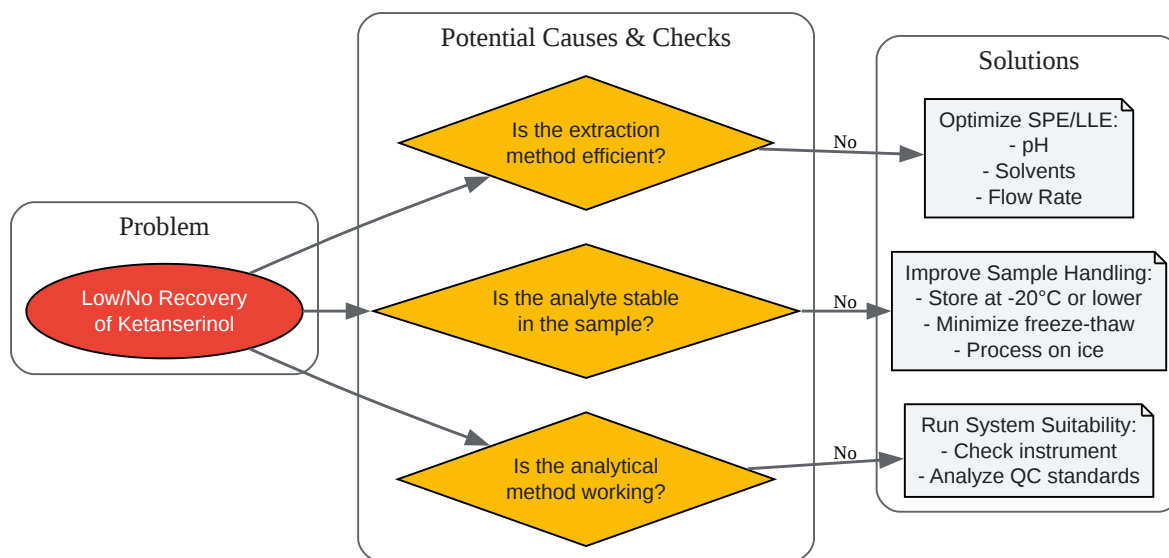 Potential Causes & Checks
Solutions
Problem
Is the extraction
method efficient?
No
Optimize SPE/LLE:
- pH
- Solvents
- Flow Rate
Low/No Recovery
of Ketanserinol
Is the analyte stable
in the sample?
No
Improve Sample Handling:
- Store at -20°C or lower
- Minimize freeze-thaw
- Process on ice
Is the analytical
method working?
No
Run System Suitability:
- Check instrument
- Analyze QC standards